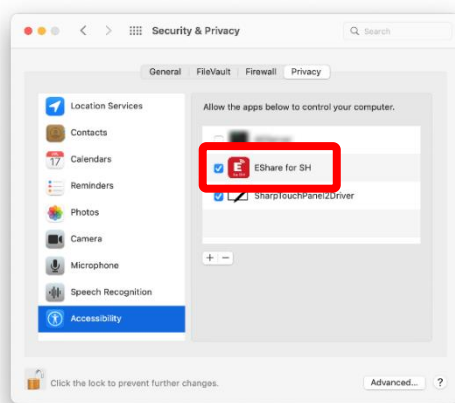 Security & Privacy
Search
General FileVault Firewall Privacy
Location Services
Contacts
Calendars
Reminders
Photos
Camera
Microphone
Speech Recognition
Accessibility
Allow the apps below to control your computer.
EShare for SH
SharpTouchPanel2Driver
+ −
Click the lock to prevent further changes.
Advanced... ?